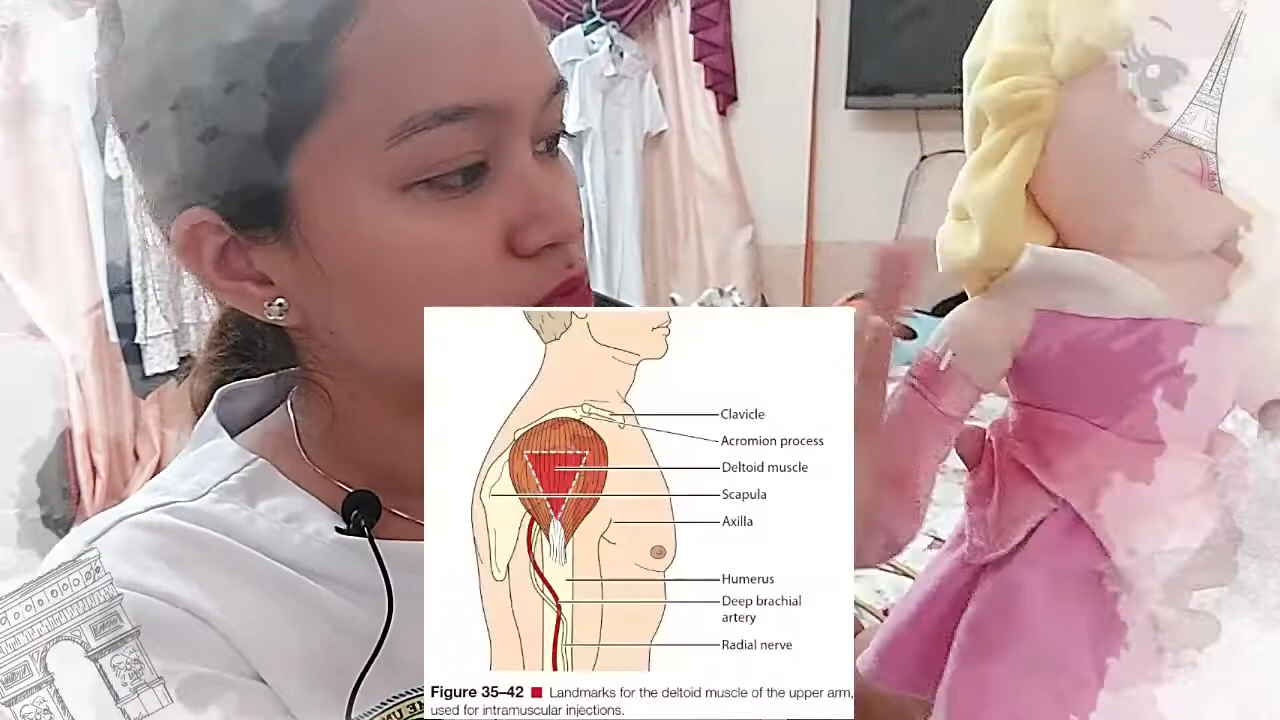 Clavicle
Acromion process
Deltoid muscle
Scapula
Axilla
Humerus
Deep brachial
artery
Radial nerve
Figure 35–42 Landmarks for the deltoid muscle of the upper arm,
used for intramuscular injections.